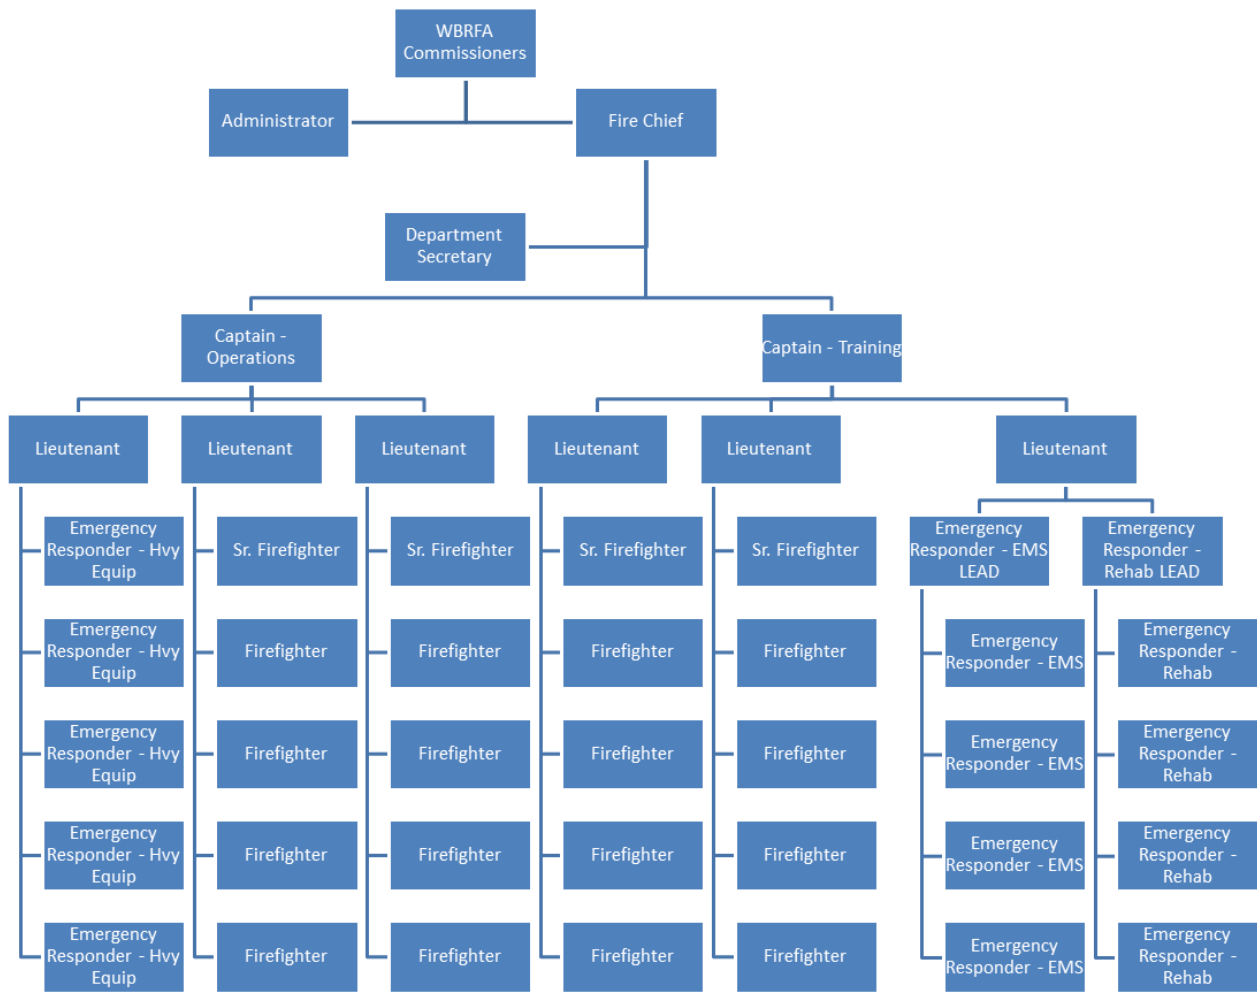 WBRFA
Commissioners
Administrator
Fire Chief
Department
Secretary
Captain -
Operations
Captain - Training
Lieutenant
Lieutenant
Lieutenant
Lieutenant
Lieutenant
Lieutenant
Emergency
Responder - Hvy
Equip
Sr. Firefighter
Sr. Firefighter
Sr. Firefighter
Sr. Firefighter
Emergency
Responder - EMS
LEAD
Emergency
Responder -
Rehab LEAD
Emergency
Responder - Hvy
Equip
Firefighter
Firefighter
Firefighter
Firefighter
Emergency
Responder - EMS
Emergency
Responder -
Rehab
Emergency
Responder - Hvy
Equip
Firefighter
Firefighter
Firefighter
Firefighter
Emergency
Responder - EMS
Emergency
Responder -
Rehab
Emergency
Responder - Hvy
Equip
Firefighter
Firefighter
Firefighter
Firefighter
Emergency
Responder - EMS
Emergency
Responder -
Rehab
Emergency
Responder - Hvy
Equip
Firefighter
Firefighter
Firefighter
Firefighter
Emergency
Responder - EMS
Emergency
Responder -
Rehab